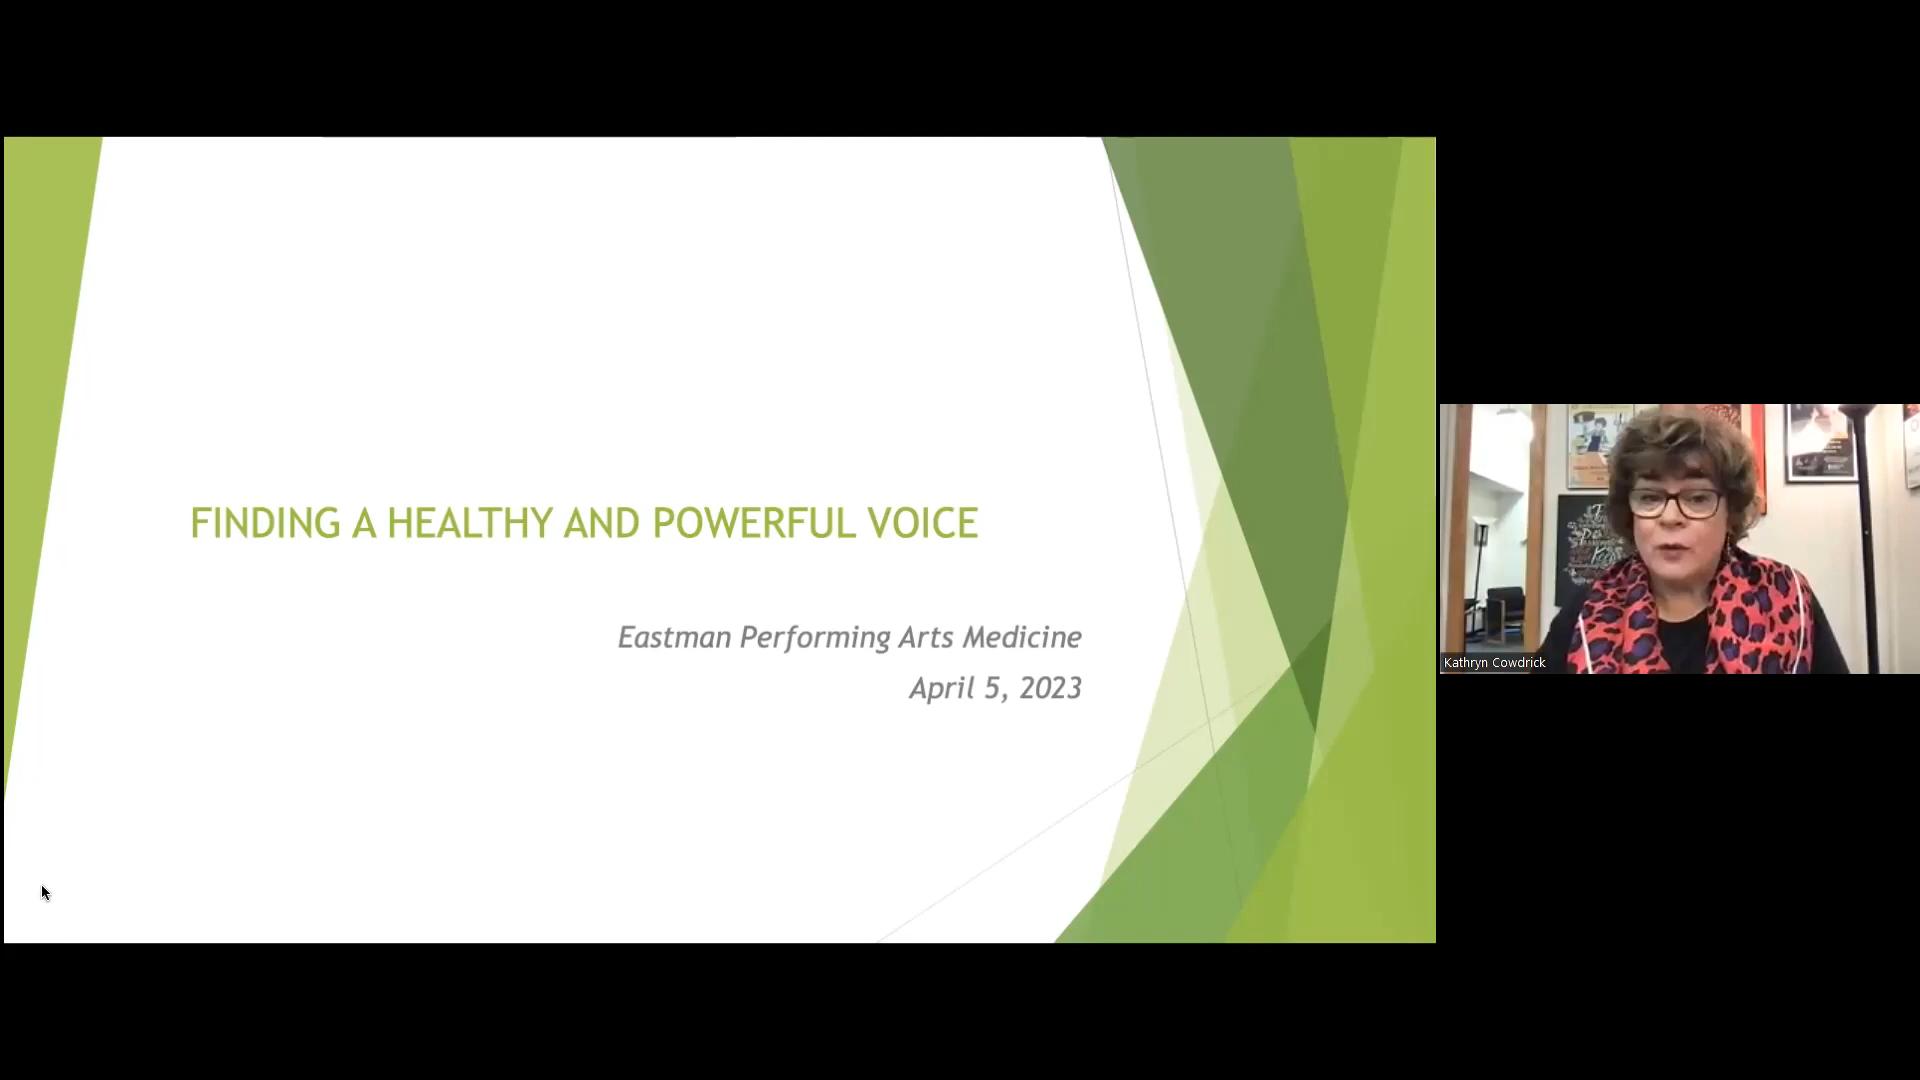 FINDING A HEALTHY AND POWERFUL VOICE
Eastman Performing Arts Medicine
April 5, 2023
Kathryn Cowdrick